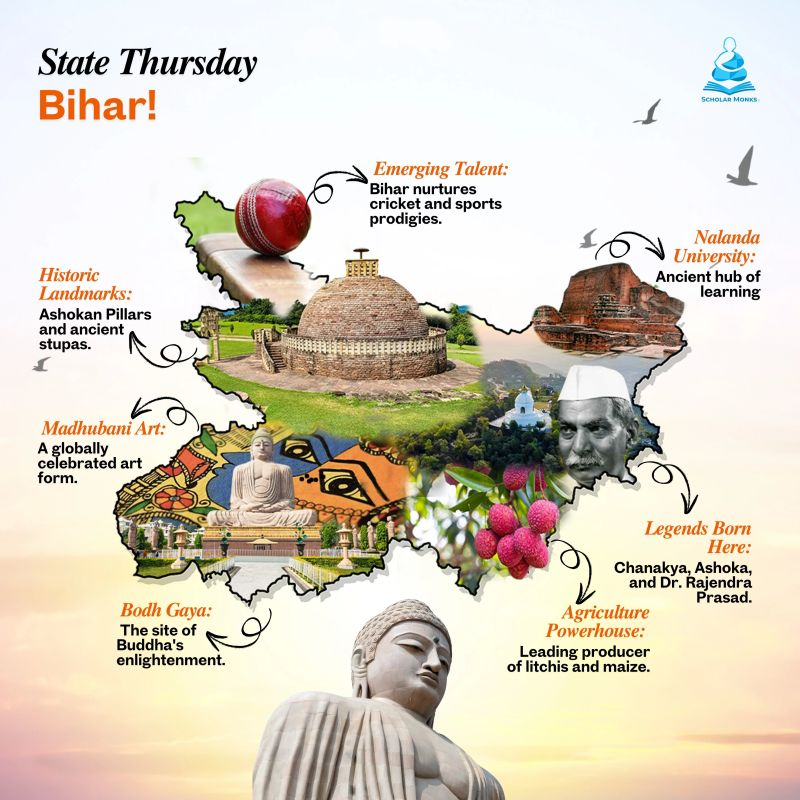 State Thursday
Bihar!
SCHOLAR MONKS
Emerging Talent:
Bihar nurtures
cricket and sports
prodigies.
Nalanda
University:
Ancient hub of
learning
Historic
Landmarks:
Ashokan Pillars
and ancient
stupas.
Madhubani Art:
A globally
celebrated art
form.
Legends Born
Here:
Chanakya, Ashoka,
and Dr. Rajendra
Prasad.
Bodh Gaya:
The site of
Buddha's
enlightenment.
Agriculture
Powerhouse:
Leading producer
of litchis and maize.